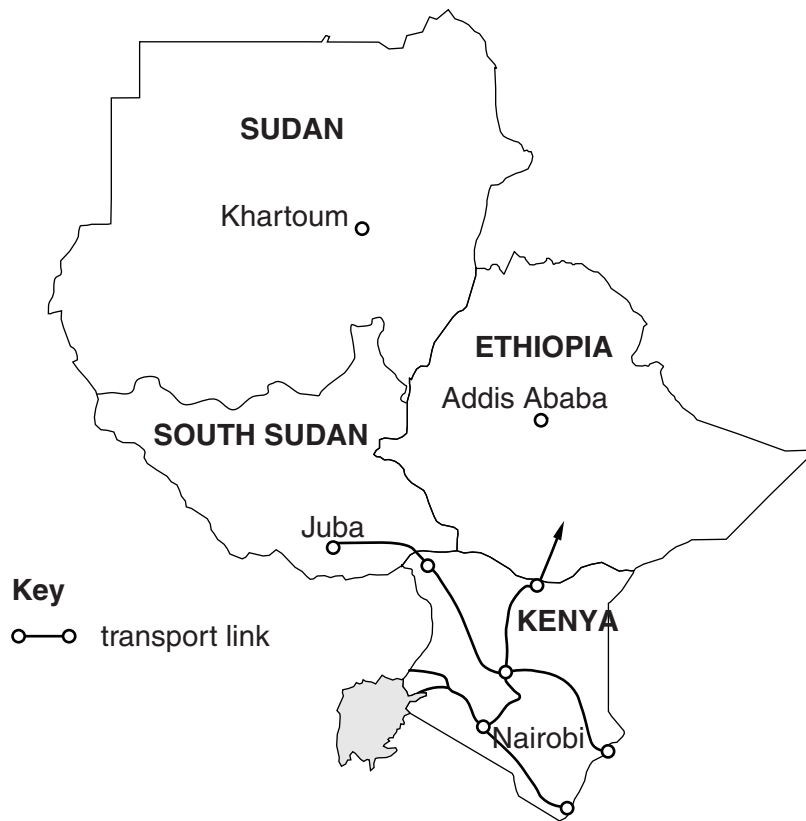 SUDAN
Khartoum
ETHIOPIA
Addis Ababa
SOUTH SUDAN
Juba
Key
KENYA
transport link
Nairobi